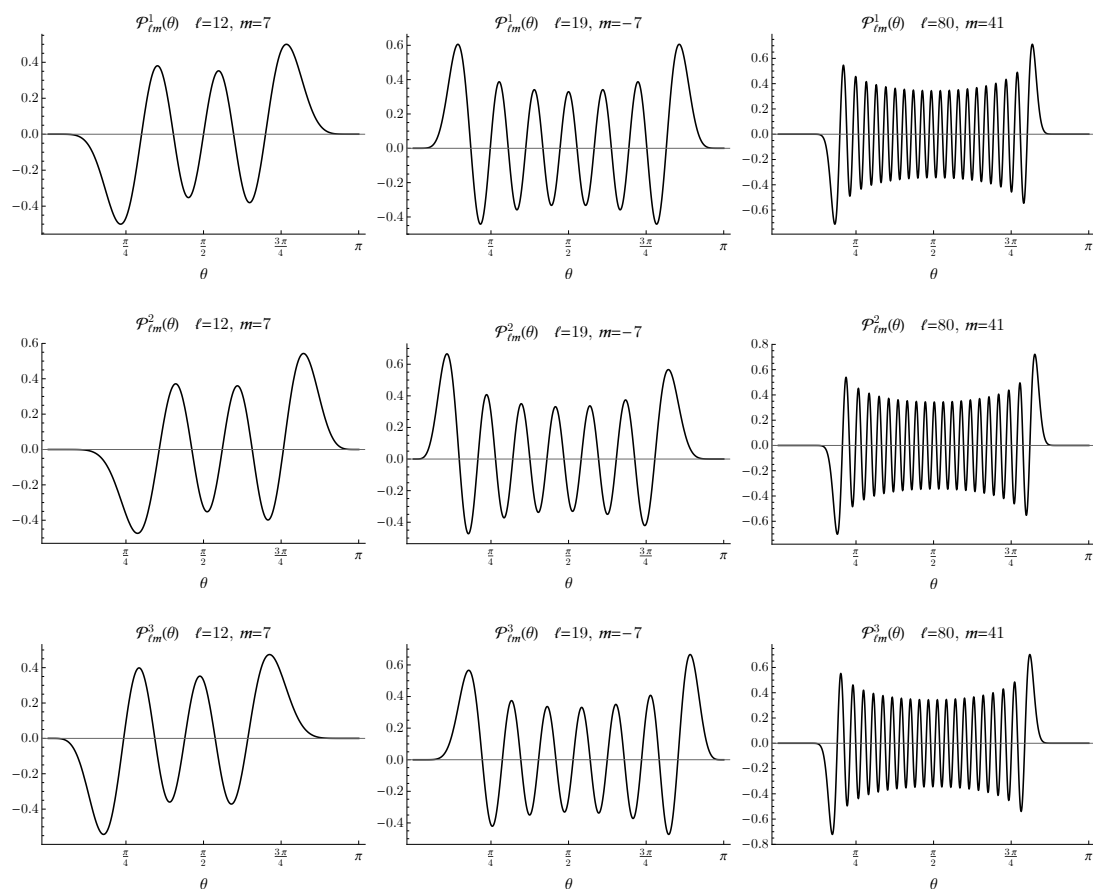 𝒫¹ℓm(θ) ℓ=12, m=7
0.4
0.2
0.0
−0.2
−0.4
π/4
π/2
3π/4
π
θ
𝒫¹ℓm(θ) ℓ=19, m=−7
0.6
0.4
0.2
0.0
−0.2
−0.4
π/4
π/2
3π/4
π
θ
𝒫¹ℓm(θ) ℓ=80, m=41
0.6
0.4
0.2
0.0
−0.2
−0.4
−0.6
π/4
π/2
3π/4
π
θ
𝒫²ℓm(θ) ℓ=12, m=7
0.6
0.4
0.2
0.0
−0.2
−0.4
π/4
π/2
3π/4
π
θ
𝒫²ℓm(θ) ℓ=19, m=−7
0.6
0.4
0.2
0.0
−0.2
−0.4
π/4
π/2
3π/4
π
θ
𝒫²ℓm(θ) ℓ=80, m=41
0.8
0.6
0.4
0.2
0.0
−0.2
−0.4
−0.6
π/4
π/2
3π/4
π
θ
𝒫³ℓm(θ) ℓ=12, m=7
0.4
0.2
0.0
−0.2
−0.4
π/4
π/2
3π/4
π
θ
𝒫³ℓm(θ) ℓ=19, m=−7
0.6
0.4
0.2
0.0
−0.2
−0.4
π/4
π/2
3π/4
π
θ
𝒫³ℓm(θ) ℓ=80, m=41
0.6
0.4
0.2
0.0
−0.2
−0.4
−0.6
−0.8
π/4
π/2
3π/4
π
θ